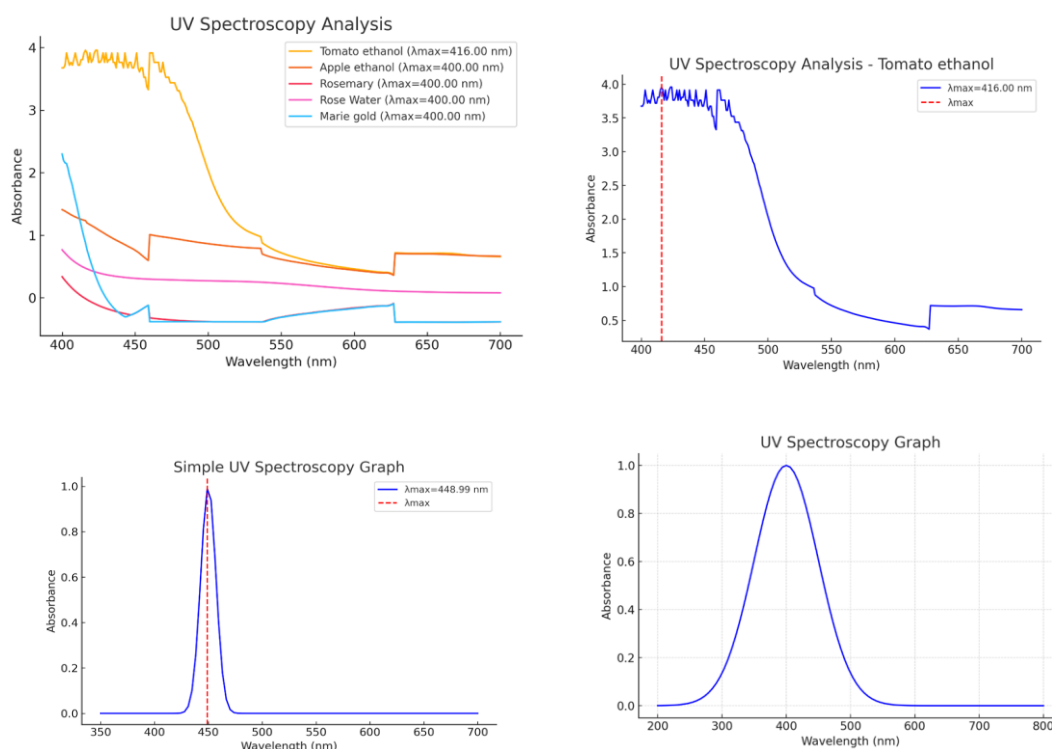 UV Spectroscopy Analysis
Tomato ethanol (λmax=416.00 nm)
Apple ethanol (λmax=400.00 nm)
Rosemary (λmax=400.00 nm)
Rose Water (λmax=400.00 nm)
Marie gold (λmax=400.00 nm)
4
3
2
1
0
Absorbance
400 450 500 550 600 650 700
Wavelength (nm)
UV Spectroscopy Analysis - Tomato ethanol
λmax=416.00 nm
λmax
4.0
3.5
3.0
2.5
2.0
1.5
1.0
0.5
Absorbance
400 450 500 550 600 650 700
Wavelength (nm)
Simple UV Spectroscopy Graph
λmax=448.99 nm
λmax
1.0
0.8
0.6
0.4
0.2
0.0
Absorbance
350 400 450 500 550 600 650 700
Wavelength (nm)
UV Spectroscopy Graph
1.0
0.8
0.6
0.4
0.2
0.0
Absorbance
200 300 400 500 600 700 800
Wavelength (nm)